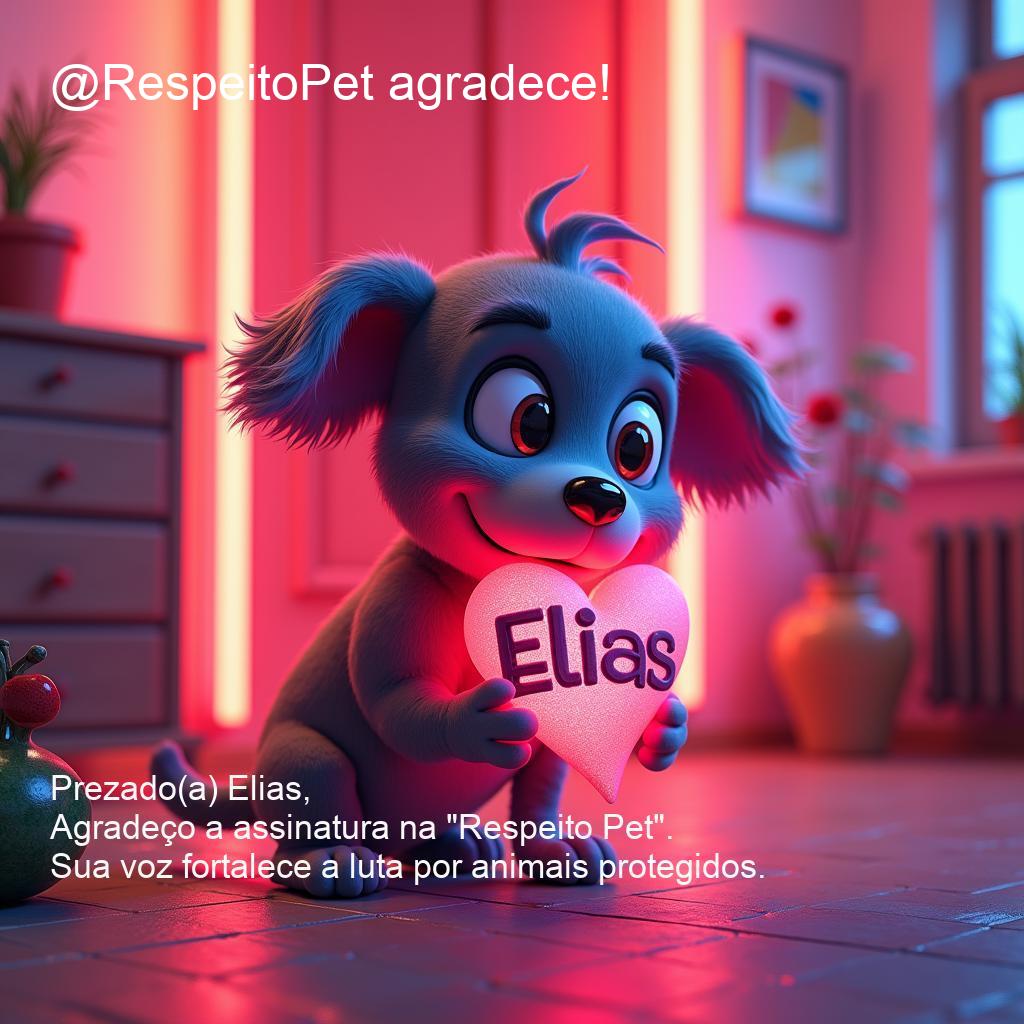 @RespeitoPet agradece!
Elias
Prezado(a) Elias,
Agradeço a assinatura na "Respeito Pet".
Sua voz fortalece a luta por animais protegidos.